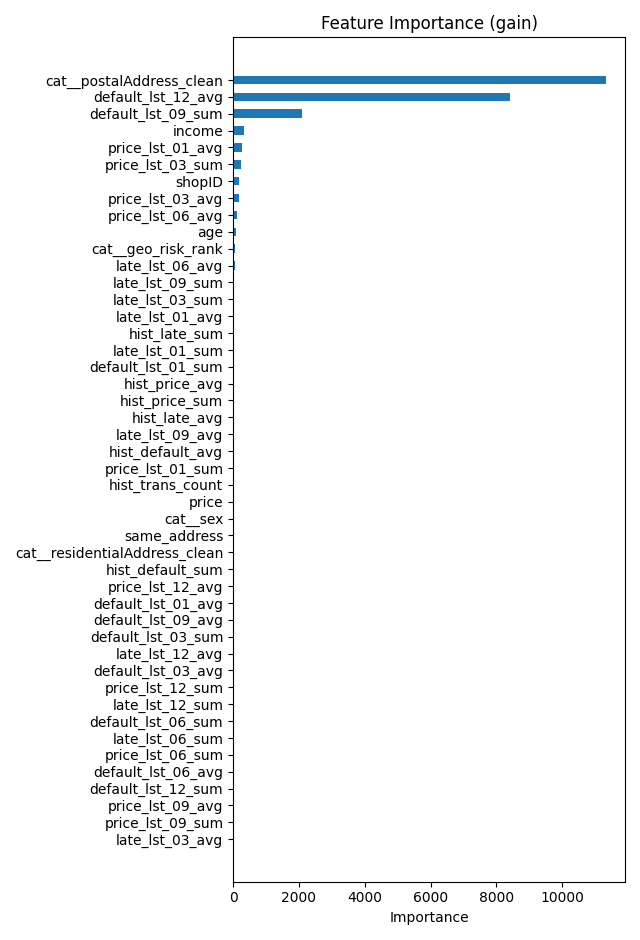 Feature Importance (gain)
cat__postalAddress_clean
default_lst_12_avg
default_lst_09_sum
income
price_lst_01_avg
price_lst_03_sum
shopID
price_lst_03_avg
price_lst_06_avg
age
cat__geo_risk_rank
late_lst_06_avg
late_lst_09_sum
late_lst_03_sum
late_lst_01_avg
hist_late_sum
late_lst_01_sum
default_lst_01_sum
hist_price_avg
hist_price_sum
hist_late_avg
late_lst_09_avg
hist_default_avg
price_lst_01_sum
hist_trans_count
price
cat__sex
same_address
cat__residentialAddress_clean
hist_default_sum
price_lst_12_avg
default_lst_01_avg
default_lst_09_avg
default_lst_03_sum
late_lst_12_avg
default_lst_03_avg
price_lst_12_sum
late_lst_12_sum
default_lst_06_sum
late_lst_06_sum
price_lst_06_sum
default_lst_06_avg
default_lst_12_sum
price_lst_09_avg
price_lst_09_sum
late_lst_03_avg
0 2000 4000 6000 8000 10000
Importance